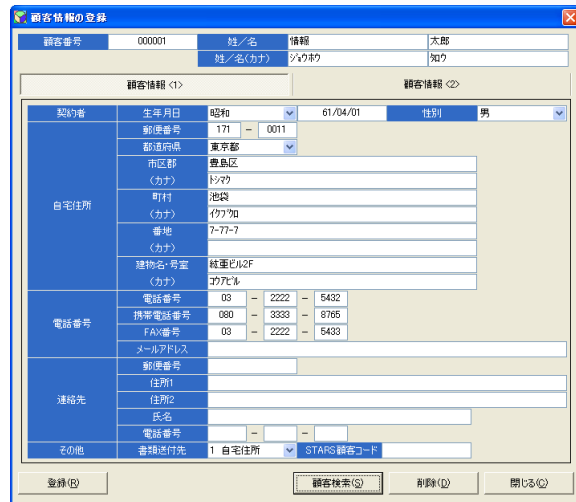 顧客情報の登録
顧客番号 000001 姓/名 情報 太郎
姓/名(カナ) ジョウホウ タロウ
顧客情報<1> 顧客情報<2>
契約者 生年月日 昭和 61/04/01 性別 男
郵便番号 171 - 0011
都道府県 東京都
市区郡 豊島区
(カナ) トシマク
自宅住所 町村 池袋
(カナ) イケブクロ
番地 7-77-7
(カナ)
建物名・号室 紘亜ビル2F
(カナ) コウアビル
電話番号 03 - 2222 - 5432
電話番号 携帯電話番号 080 - 3333 - 8765
FAX番号 03 - 2222 - 5433
メールアドレス
郵便番号
住所1
連絡先 住所2
氏名
電話番号 - -
その他 書類送付先 1 自宅住所 STARS顧客コード
登録(R) 顧客検索(S) 削除(D) 閉じる(C)